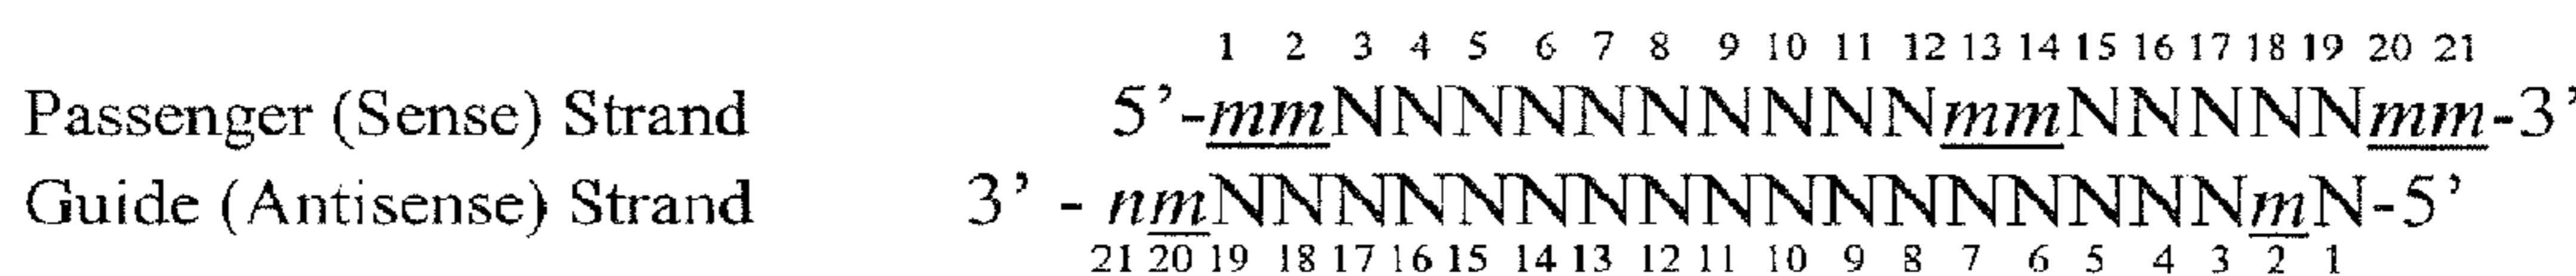 1 2 3 4 5 6 7 8 9 10 11 12 13 14 15 16 17 18 19 20 21
Passenger (Sense) Strand 5’-mmNNNNNNNNNNmmNNNNNmm-3’
Guide (Antisense) Strand 3’ - nmNNNNNNNNNNNNNNNNNmN-5’
21 20 19 18 17 16 15 14 13 12 11 10 9 8 7 6 5 4 3 2 1